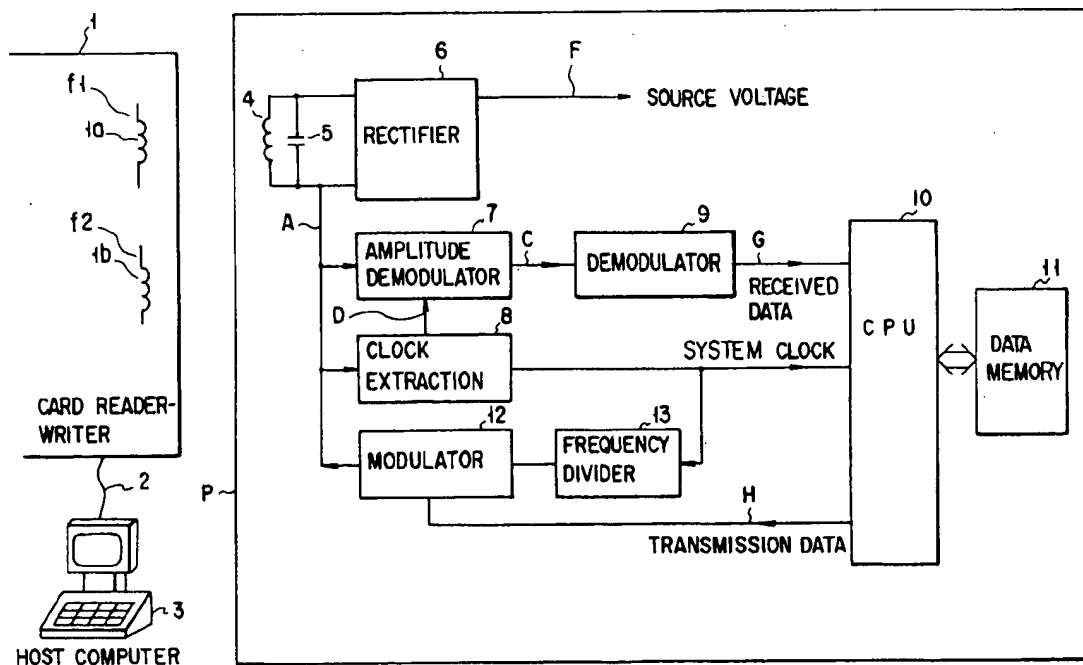 1
f1
1a
f2
1b
CARD READER-
WRITER
2
3
HOST COMPUTER
P
4
5
6
RECTIFIER
F
SOURCE VOLTAGE
A
7
AMPLITUDE
DEMODULATOR
C
9
DEMODULATOR
G
RECEIVED
DATA
D
8
CLOCK
EXTRACTION
SYSTEM CLOCK
12
MODULATOR
13
FREQUENCY
DIVIDER
H
TRANSMISSION DATA
10
CPU
11
DATA
MEMORY